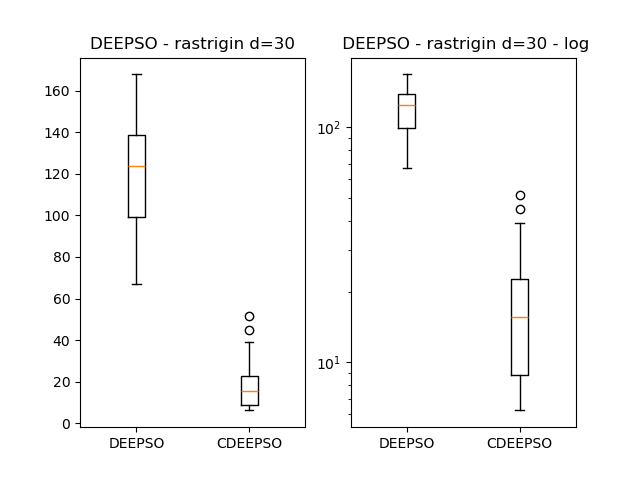 DEEPSO - rastrigin d=30
160
140
120
100
80
60
40
20
0
DEEPSO CDEEPSO
DEEPSO - rastrigin d=30 - log
10²
10¹
DEEPSO CDEEPSO